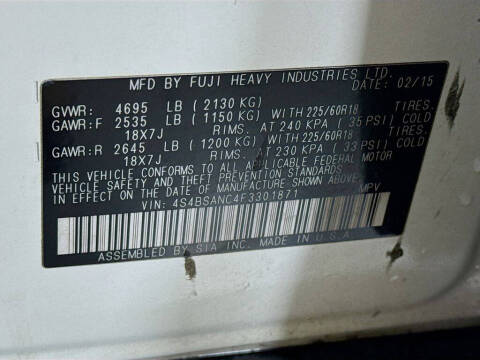 MFD BY FUJI HEAVY INDUSTRIES LTD.
DATE: 02/15
GVWR: 4695 LB (2130 KG)
GAWR:F 2535 LB (1150 KG) WITH 225/60R18 TIRES.
18X7J RIMS. AT 240 KPA (35 PSI) COLD
GAWR:R 2645 LB (1200 KG) WITH 225/60R18 TIRES.
18X7J RIMS. AT 230 KPA (33 PSI) COLD
THIS VEHICLE CONFORMS TO ALL APPLICABLE FEDERAL MOTOR
VEHICLE SAFETY AND THEFT PREVENTION STANDARDS
IN EFFECT ON THE DATE OF MANUFACTURE SHOWN ABOVE.
VIN: 4S4BSANC4F3301871 MPV
ASSEMBLED BY SIA INC. MADE IN U.S.A.